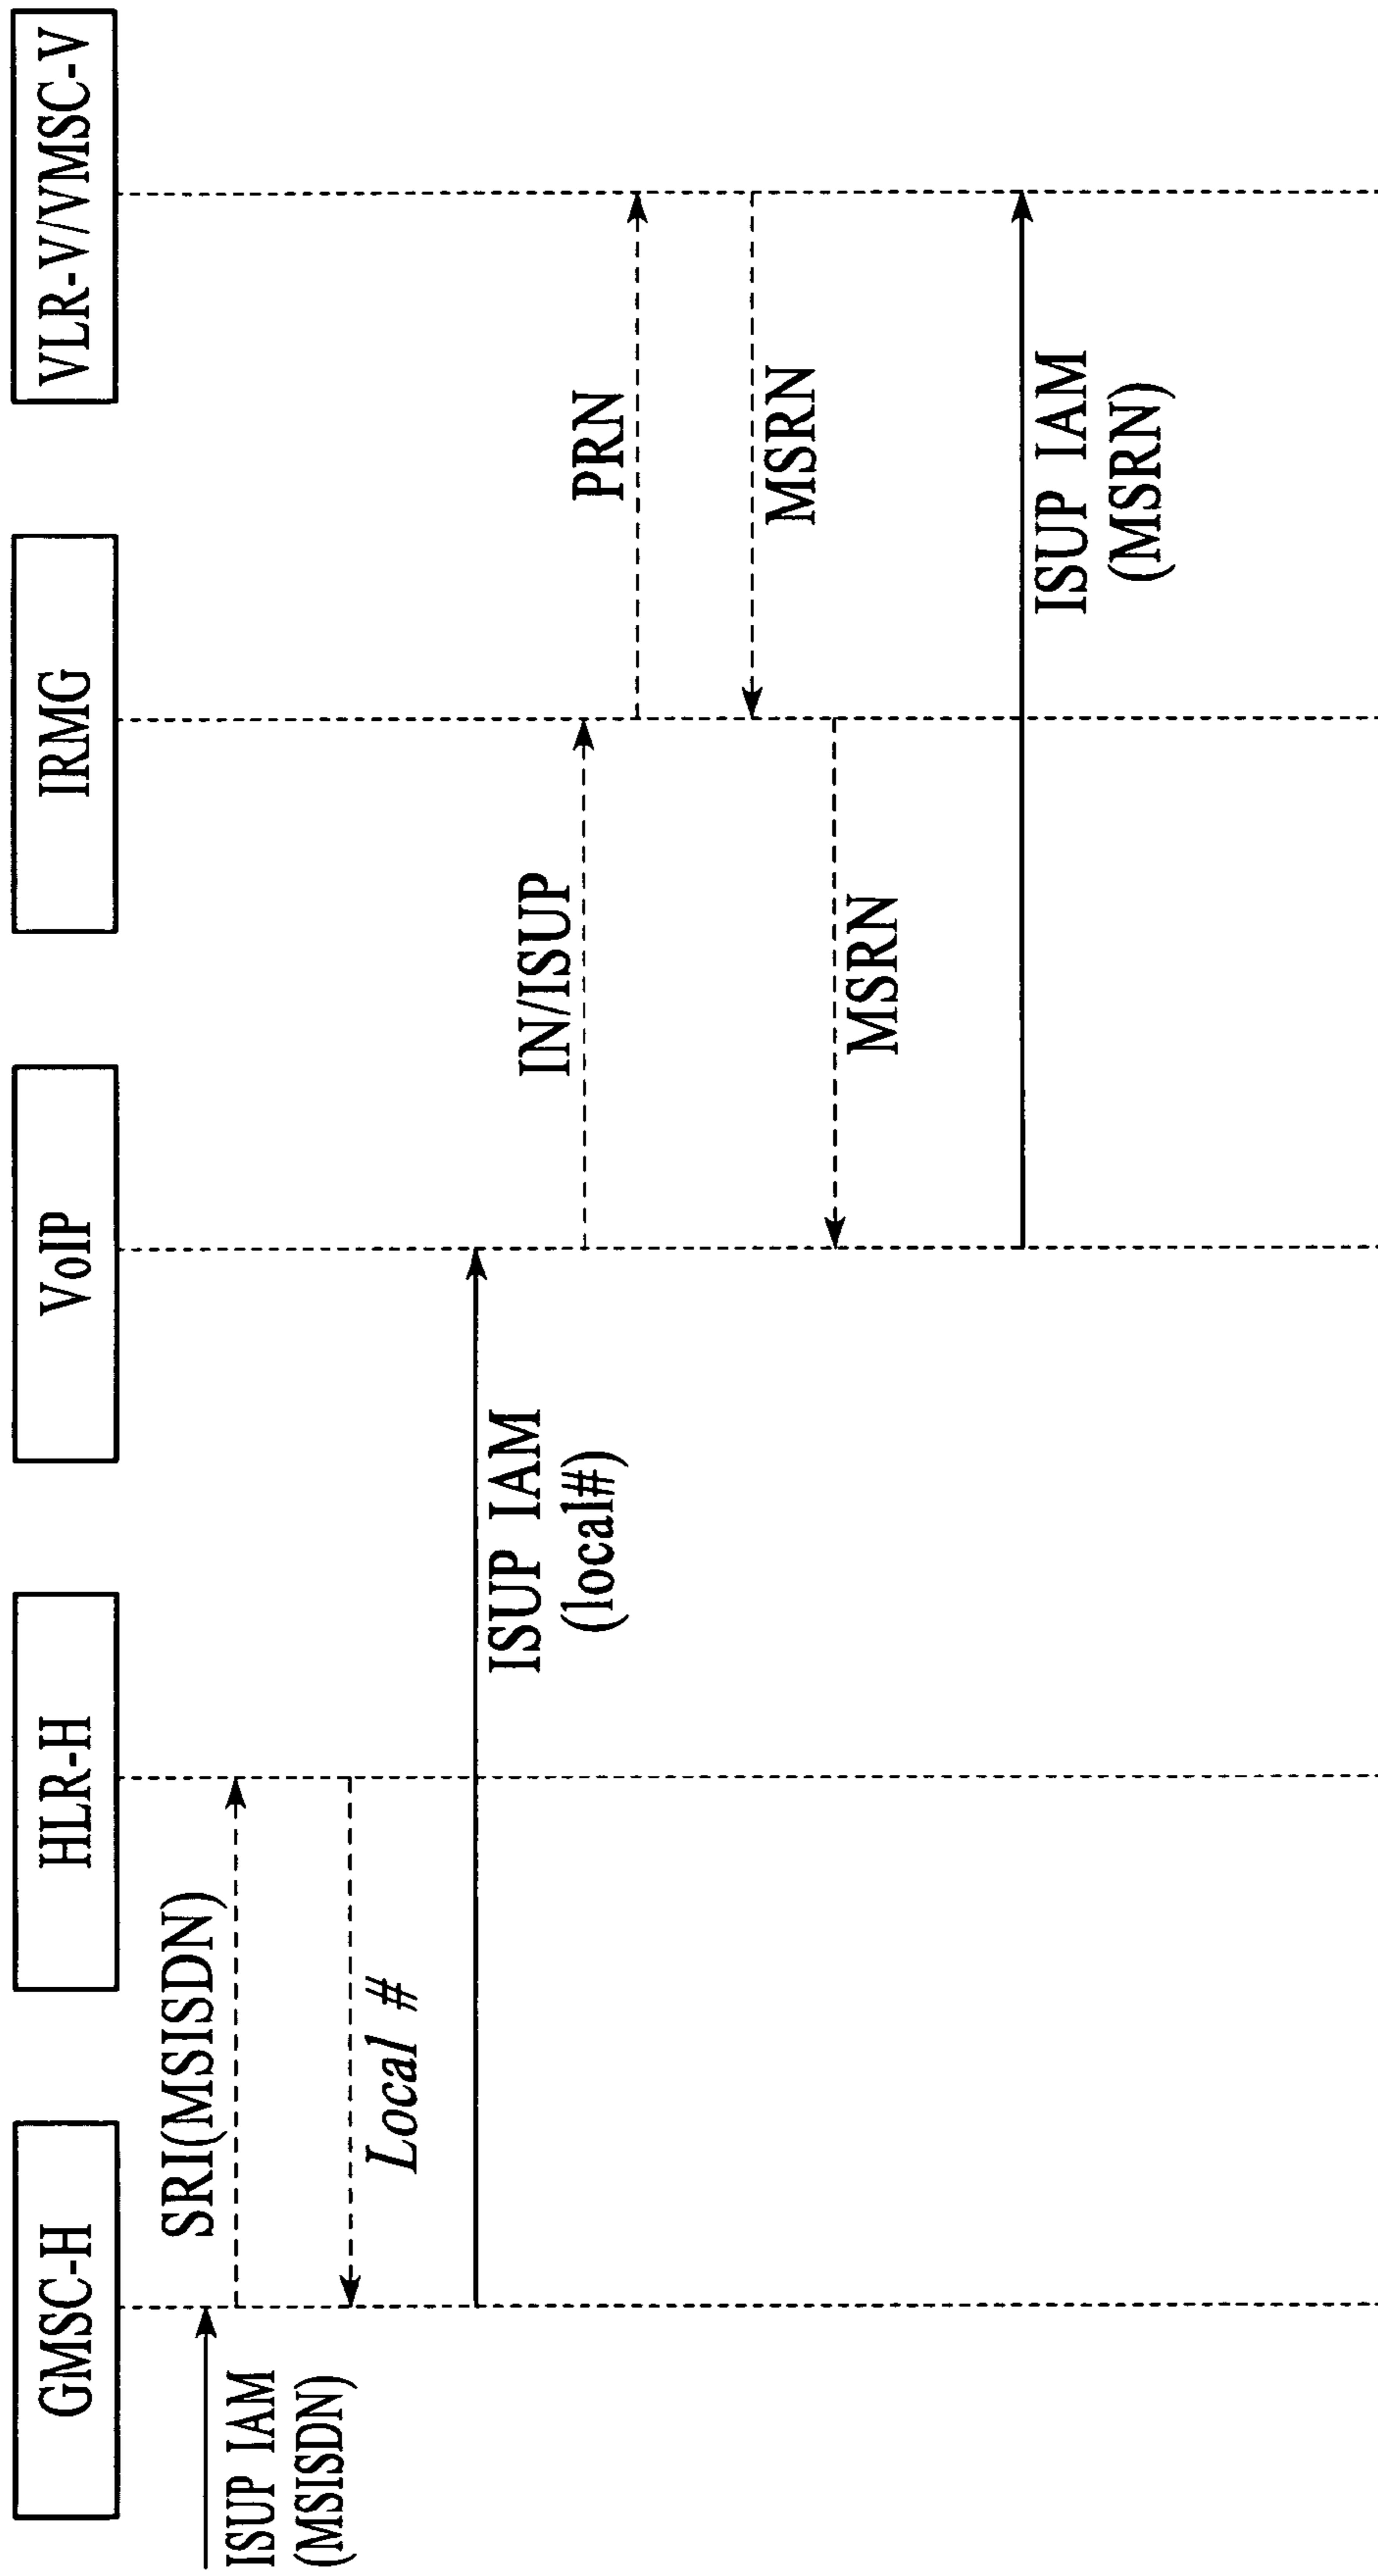 GMSC-H
HLR-H
VoIP
IRMG
VLR-V/VMSC-V
ISUP IAM
(MSISDN)
SRI(MSISDN)
Local #
ISUP IAM
(local#)
IN/ISUP
PRN
MSRN
MSRN
ISUP IAM
(MSRN)